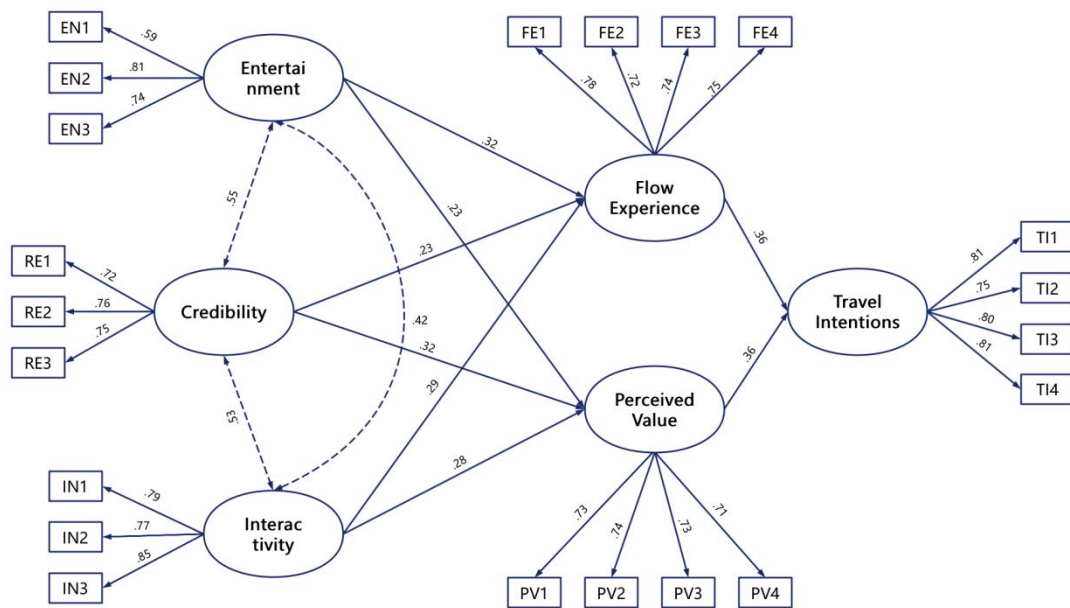 EN1
EN2
EN3
.59
.81
.74
Entertai
nment
FE1
FE2
FE3
FE4
.78
.72
.74
.75
.32
.23
Flow
Experience
.55
.36
RE1
RE2
RE3
.72
.76
.75
Credibility
.23
.42
.32
.29
Travel
Intentions
.81
.75
.80
.81
TI1
TI2
TI3
TI4
.36
Perceived
Value
.53
.28
IN1
IN2
IN3
.79
.77
.85
Interac
tivity
.73
.74
.73
.71
PV1
PV2
PV3
PV4